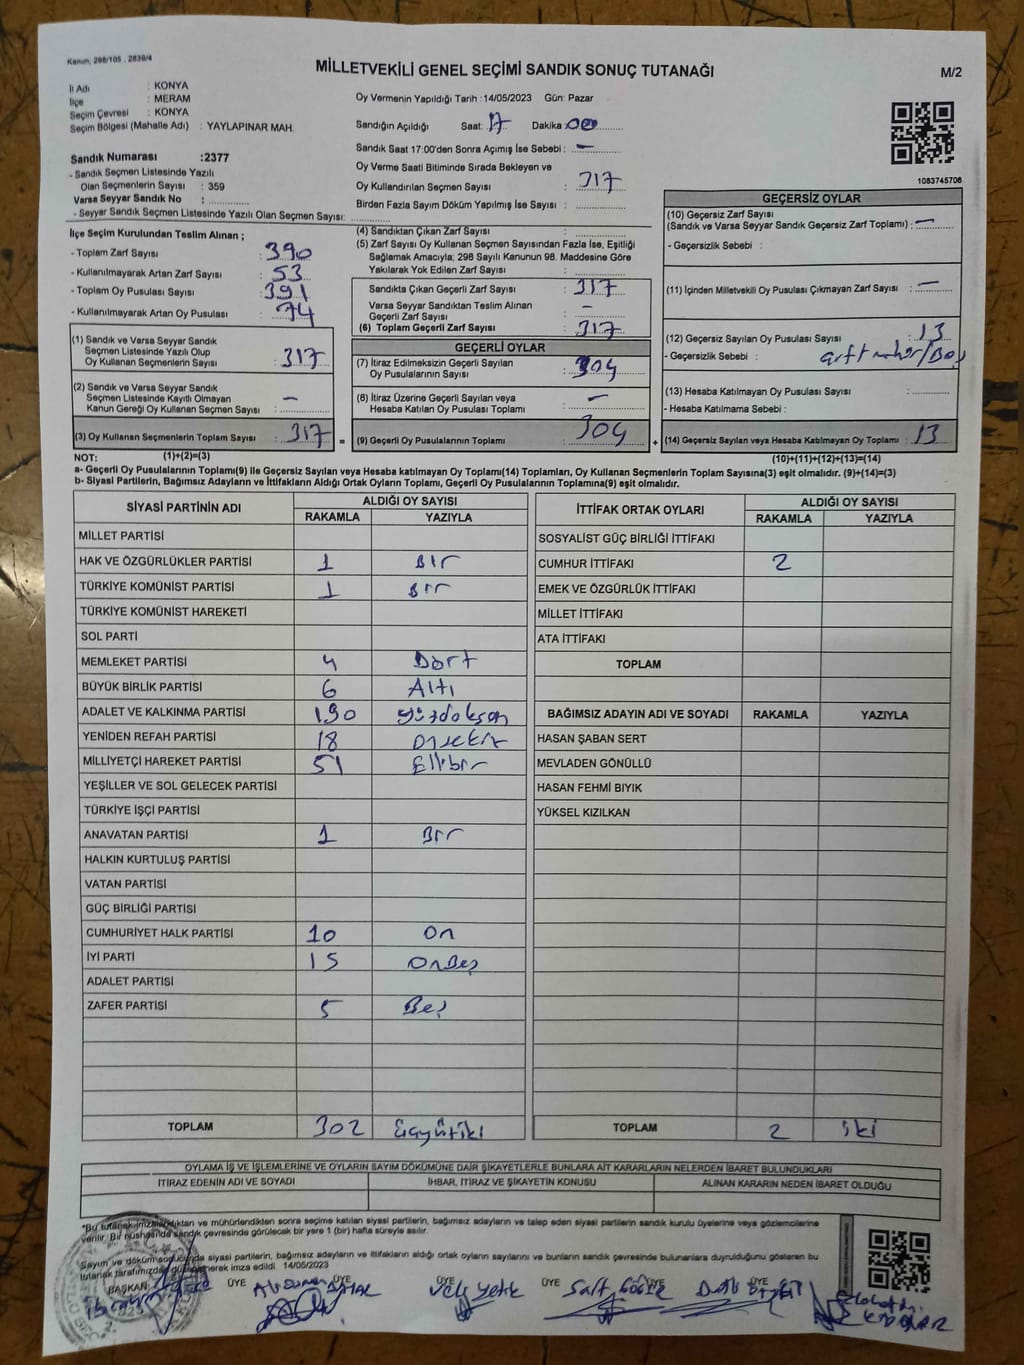 Kanun, 298/105 . 2839/4
MİLLETVEKİLİ GENEL SEÇİMİ SANDIK SONUÇ TUTANAĞI
M/2
İl Adı : KONYA
İlçe : MERAM
Seçim Çevresi : KONYA
Seçim Bölgesi (Mahalle Adı) : YAYLAPINAR MAH.
Oy Vermenin Yapıldığı Tarih :14/05/2023 Gün: Pazar
Sandığın Açıldığı Saat: 17 Dakika: 00
Sandık Saat 17:00'den Sonra Açımış İse Sebebi : -
Oy Verme Saati Bitiminde Sırada Bekleyen ve
Oy Kullandırılan Seçmen Sayısı : 317
Birden Fazla Sayım Döküm Yapılmış İse Sayısı :
1083745706
Sandık Numarası :2377
- Sandık Seçmen Listesinde Yazılı
Olan Seçmenlerin Sayısı : 359
Varsa Seyyar Sandık No :
- Seyyar Sandık Seçmen Listesinde Yazılı Olan Seçmen Sayısı:
İlçe Seçim Kurulundan Teslim Alınan ;
- Toplam Zarf Sayısı : 390
- Kullanılmayarak Artan Zarf Sayısı : 53
- Toplam Oy Pusulası Sayısı : 391
- Kullanılmayarak Artan Oy Pusulası : 74
(1) Sandık ve Varsa Seyyar Sandık
Seçmen Listesinde Yazılı Olup
Oy Kullanan Seçmenlerin Sayısı : 317
(2) Sandık ve Varsa Seyyar Sandık
Seçmen Listesinde Kayıtlı Olmayan
Kanun Gereği Oy Kullanan Seçmen Sayısı : -
(3) Oy Kullanan Seçmenlerin Toplam Sayısı : 317 =
(4) Sandıktan Çıkan Zarf Sayısı :
(5) Zarf Sayısı Oy Kullanan Seçmen Sayısından Fazla İse, Eşitliği
Sağlamak Amacıyla; 298 Sayılı Kanunun 98. Maddesine Göre
Yakılarak Yok Edilen Zarf Sayısı :
Sandıkta Çıkan Geçerli Zarf Sayısı : 317
Varsa Seyyar Sandıktan Teslim Alınan
Geçerli Zarf Sayısı : -
(6) Toplam Geçerli Zarf Sayısı : 317
GEÇERLİ OYLAR
(7) İtiraz Edilmeksizin Geçerli Sayılan
Oy Pusulalarının Sayısı : 304
(8) İtiraz Üzerine Geçerli Sayılan veya
Hesaba Katılan Oy Pusulası Toplamı : -
(9) Geçerli Oy Pusulalarının Toplamı : 304 +
GEÇERSİZ OYLAR
(10) Geçersiz Zarf Sayısı
(Sandık ve Varsa Seyyar Sandık Geçersiz Zarf Toplamı) : -
- Geçersizlik Sebebi :
(11) İçinden Milletvekili Oy Pusulası Çıkmayan Zarf Sayısı : -
(12) Geçersiz Sayılan Oy Pusulası Sayısı : 13
- Geçersizlik Sebebi : çift mühür/Boş
(13) Hesaba Katılmayan Oy Pusulası Sayısı :
- Hesaba Katılmama Sebebi :
(14) Geçersiz Sayılan veya Hesaba Katılmayan Oy Toplamı : 13
NOT: (1)+(2)=(3)
(10)+(11)+(12)+(13)=(14)
a- Geçerli Oy Pusulalarının Toplamı(9) ile Geçersiz Sayılan veya Hesaba katılmayan Oy Toplamı(14) Toplamları, Oy Kullanan Seçmenlerin Toplam Sayısına(3) eşit olmalıdır. (9)+(14)=(3)
b- Siyasi Partilerin, Bağımsız Adayların ve İttifakların Aldığı Ortak Oyların Toplamı, Geçerli Oy Pusulalarının Toplamına(9) eşit olmalıdır.
SİYASİ PARTİNİN ADI ALDIĞI OY SAYISI
RAKAMLA YAZIYLA
MİLLET PARTİSİ
HAK VE ÖZGÜRLÜKLER PARTİSİ 1 Bir
TÜRKİYE KOMÜNİST PARTİSİ 1 Bir
TÜRKİYE KOMÜNİST HAREKETİ
SOL PARTİ
MEMLEKET PARTİSİ 4 Dört
BÜYÜK BİRLİK PARTİSİ 6 Altı
ADALET VE KALKINMA PARTİSİ 190 Yüzdoksan
YENİDEN REFAH PARTİSİ 18 Onsekiz
MİLLİYETÇİ HAREKET PARTİSİ 51 Ellibir
YEŞİLLER VE SOL GELECEK PARTİSİ
TÜRKİYE İŞÇİ PARTİSİ
ANAVATAN PARTİSİ 1 Bir
HALKIN KURTULUŞ PARTİSİ
VATAN PARTİSİ
GÜÇ BİRLİĞİ PARTİSİ
CUMHURİYET HALK PARTİSİ 10 On
İYİ PARTİ 15 OnBeş
ADALET PARTİSİ
ZAFER PARTİSİ 5 Beş
TOPLAM 302 Üçyüziki
İTTİFAK ORTAK OYLARI ALDIĞI OY SAYISI
RAKAMLA YAZIYLA
SOSYALİST GÜÇ BİRLİĞİ İTTİFAKI
CUMHUR İTTİFAKI 2
EMEK VE ÖZGÜRLÜK İTTİFAKI
MİLLET İTTİFAKI
ATA İTTİFAKI
TOPLAM
BAĞIMSIZ ADAYIN ADI VE SOYADI RAKAMLA YAZIYLA
HASAN ŞABAN SERT
MEVLADEN GÖNÜLLÜ
HASAN FEHMİ BIYIK
YÜKSEL KIZILKAN
TOPLAM 2 iki
OYLAMA İŞ VE İŞLEMLERİNE VE OYLARIN SAYIM DÖKÜMÜNE DAİR ŞİKAYETLERLE BUNLARA AİT KARARLARIN NELERDEN İBARET BULUNDUKLARI
İTİRAZ EDENİN ADI VE SOYADI İHBAR, İTİRAZ VE ŞİKAYETİN KONUSU ALINAN KARARIN NEDEN İBARET OLDUĞU
*Bu tutanak imzalandıktan ve mühürlendikten sonra seçime katılan siyasi partilerin, bağımsız adayların ve talep eden siyasi partilerin sandık kurulu üyelerine veya gözlemcilerine
verilir. Bir nüshası da sandık çevresinde görülecek bir yere 1 (bir) hafta süreyle asılır.
Sayım ve döküm sonucunda siyasi partilerin, bağımsız adayların ve ittifakların aldığı ortak oyların sayılarını ve bunların sandık çevresinde bulunanlara duyrulduğunu gösteren bu
tutanak tarafımızdan düzenlenerek imza edildi. 14/05/2023
BAŞKAN ÜYE ÜYE ÜYE ÜYE ÜYE ÜYE
Veli Yetik